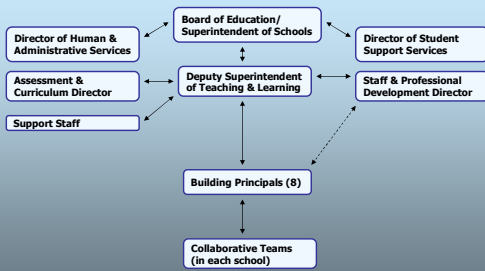 Board of Education/
Superintendent of Schools
Director of Human &
Administrative Services
Director of Student
Support Services
Assessment &
Curriculum Director
Deputy Superintendent
of Teaching & Learning
Staff & Professional
Development Director
Support Staff
Building Principals (8)
Collaborative Teams
(in each school)